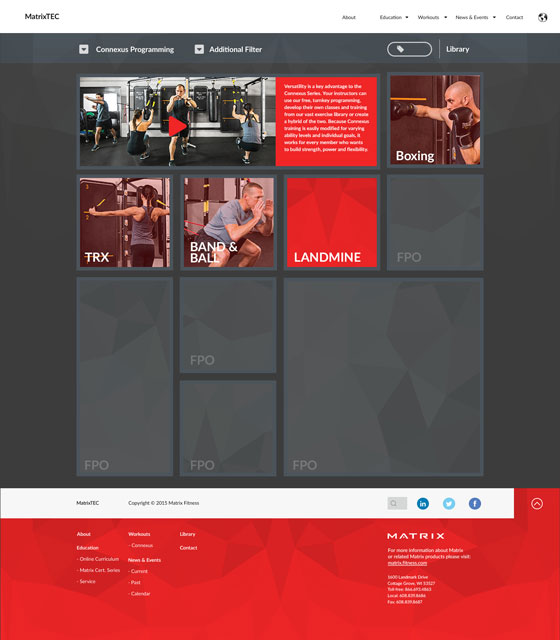 MatrixTEC
About Education Workouts News & Events Contact
Connexus Programming Additional Filter Library
Versatility is a key advantage to the
Connexus Series. Your instructors can
use our free, turnkey programming,
develop their own classes and training
from our vast exercise library or create
a hybrid of the two. Because Connexus
training is easily modified for varying
ability levels and individual goals, it
works for every member who wants
to build strength, power and flexibility.
Boxing
TRX
BAND &
BALL
LANDMINE
FPO
FPO
FPO
FPO
FPO
MatrixTEC Copyright © 2015 Matrix Fitness
About
Education
- Online Curriculum
- Matrix Cert. Series
- Service
Workouts
- Connexus
News & Events
- Current
- Past
- Calendar
Library
Contact
MATRIX
For more information about Matrix
or related Matrix products please visit:
matrix.fitness.com
1600 Landmark Drive
Cottage Grove, WI 53527
Toll free: 866.693.4863
Local: 608.839.8686
Fax: 608.839.8687